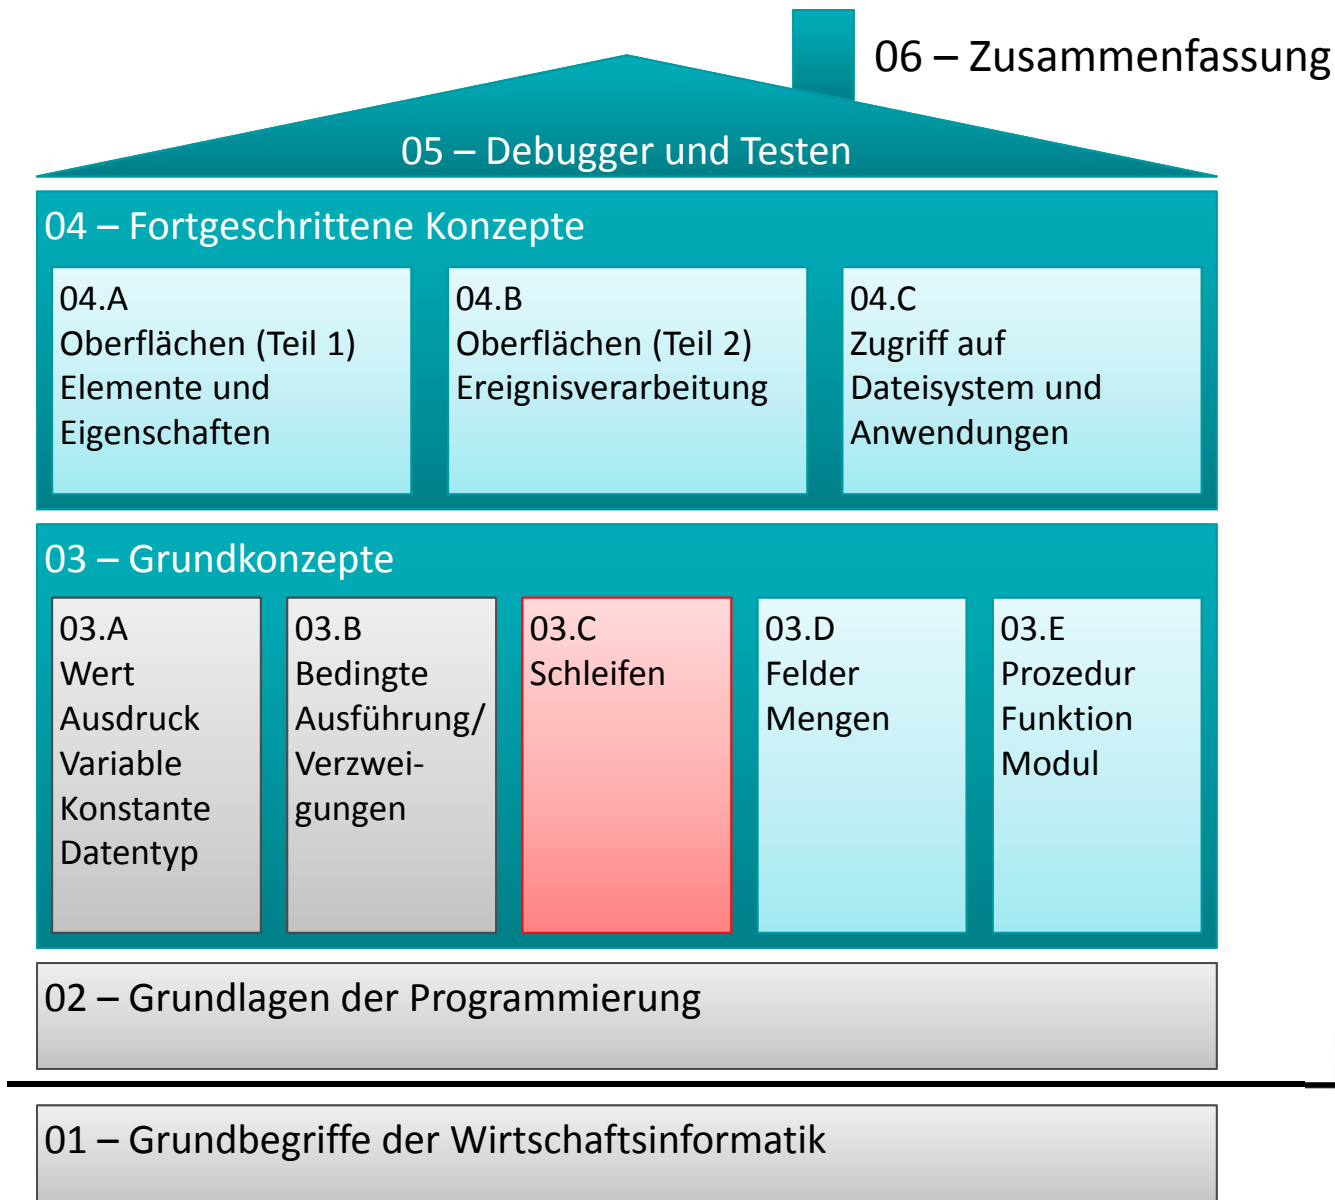 06 – Zusammenfassung
05 – Debugger und Testen
04 – Fortgeschrittene Konzepte
04.A
Oberflächen (Teil 1)
Elemente und
Eigenschaften
04.B
Oberflächen (Teil 2)
Ereignisverarbeitung
04.C
Zugriff auf
Dateisystem und
Anwendungen
03 – Grundkonzepte
03.A
Wert
Ausdruck
Variable
Konstante
Datentyp
03.B
Bedingte
Ausführung/
Verzwei-
gungen
03.C
Schleifen
03.D
Felder
Mengen
03.E
Prozedur
Funktion
Modul
02 – Grundlagen der Programmierung
01 – Grundbegriffe der Wirtschaftsinformatik